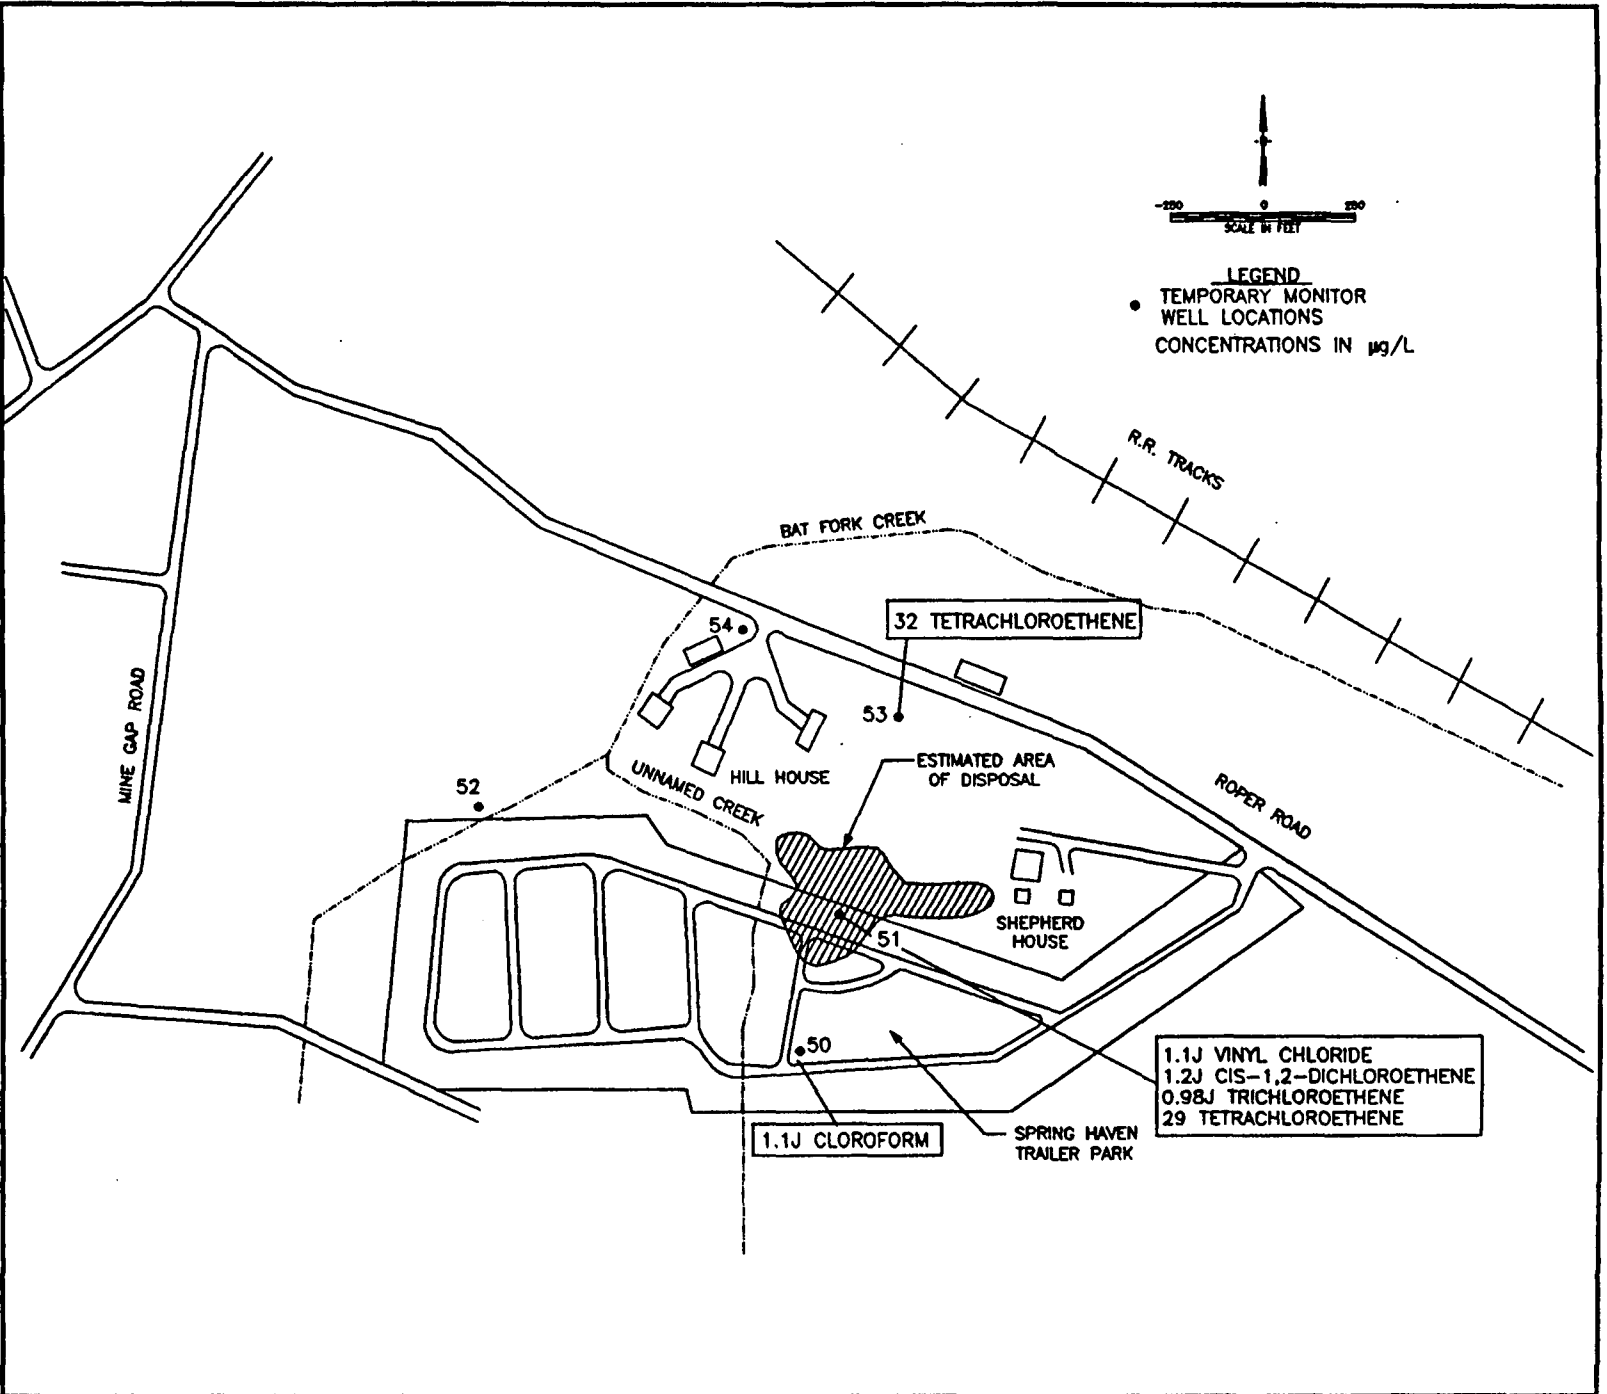 -280 0 280
SCALE IN FEET
LEGEND
TEMPORARY MONITOR
WELL LOCATIONS
CONCENTRATIONS IN µg/L
R.R. TRACKS
BAT FORK CREEK
32 TETRACHLOROETHENE
54
53
MINE GAP ROAD
ESTIMATED AREA
OF DISPOSAL
HILL HOUSE
UNNAMED CREEK
52
ROPER ROAD
SHEPHERD
HOUSE
51
50
1.1J VINYL CHLORIDE
1.2J CIS-1,2-DICHLOROETHENE
0.98J TRICHLOROETHENE
29 TETRACHLOROETHENE
1.1J CLOROFORM
SPRING HAVEN
TRAILER PARK